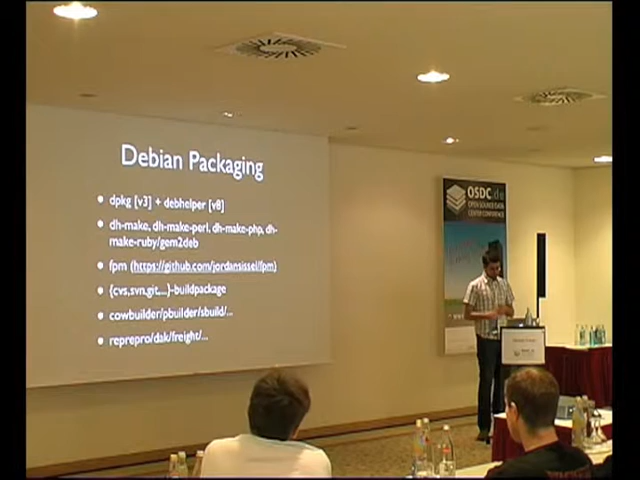 Debian Packaging
• dpkg [v3] + debhelper [v8]
• dh-make, dh-make-perl, dh-make-php, dh-
make-ruby/gem2deb
• fpm (https://github.com/jordansissel/fpm)
• {cvs,svn,git,...}-buildpackage
• cowbuilder/pbuilder/sbuild/...
• reprepro/dak/freight/...
OSDC.de
OPEN SOURCE DATA
CENTER CONFERENCE